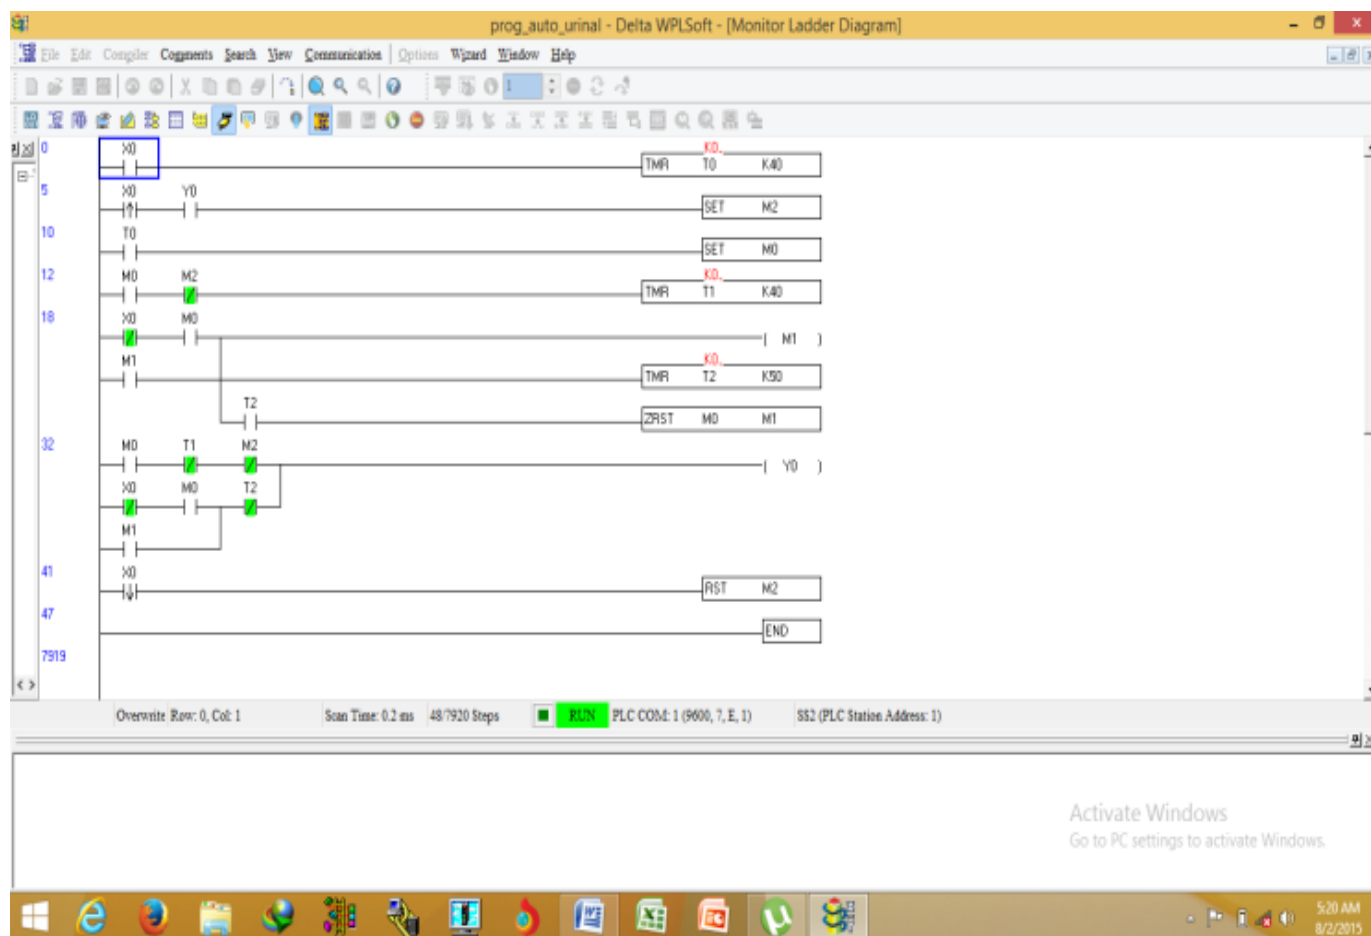 prog_auto_urinal - Delta WPLSoft - [Monitor Ladder Diagram]
File Edit Compiler Comments Search View Communication Options Wizard Window Help
1
0 X0 K0.
TMR T0 K40
5 X0 Y0
SET M2
10 T0
SET M0
12 M0 M2 K0.
TMR T1 K40
18 X0 M0
( M1 )
M1 K0.
TMR T2 K50
T2
ZRST M0 M1
32 M0 T1 M2
( Y0 )
X0 M0 T2
M1
41 X0
RST M2
47
END
7919
Overwrite Row: 0, Col: 1 Scan Time: 0.2 ms 48/7920 Steps RUN PLC COM: 1 (9600, 7, E, 1) SS2 (PLC Station Address: 1)
Activate Windows
Go to PC settings to activate Windows.
5:20 AM
8/2/2015